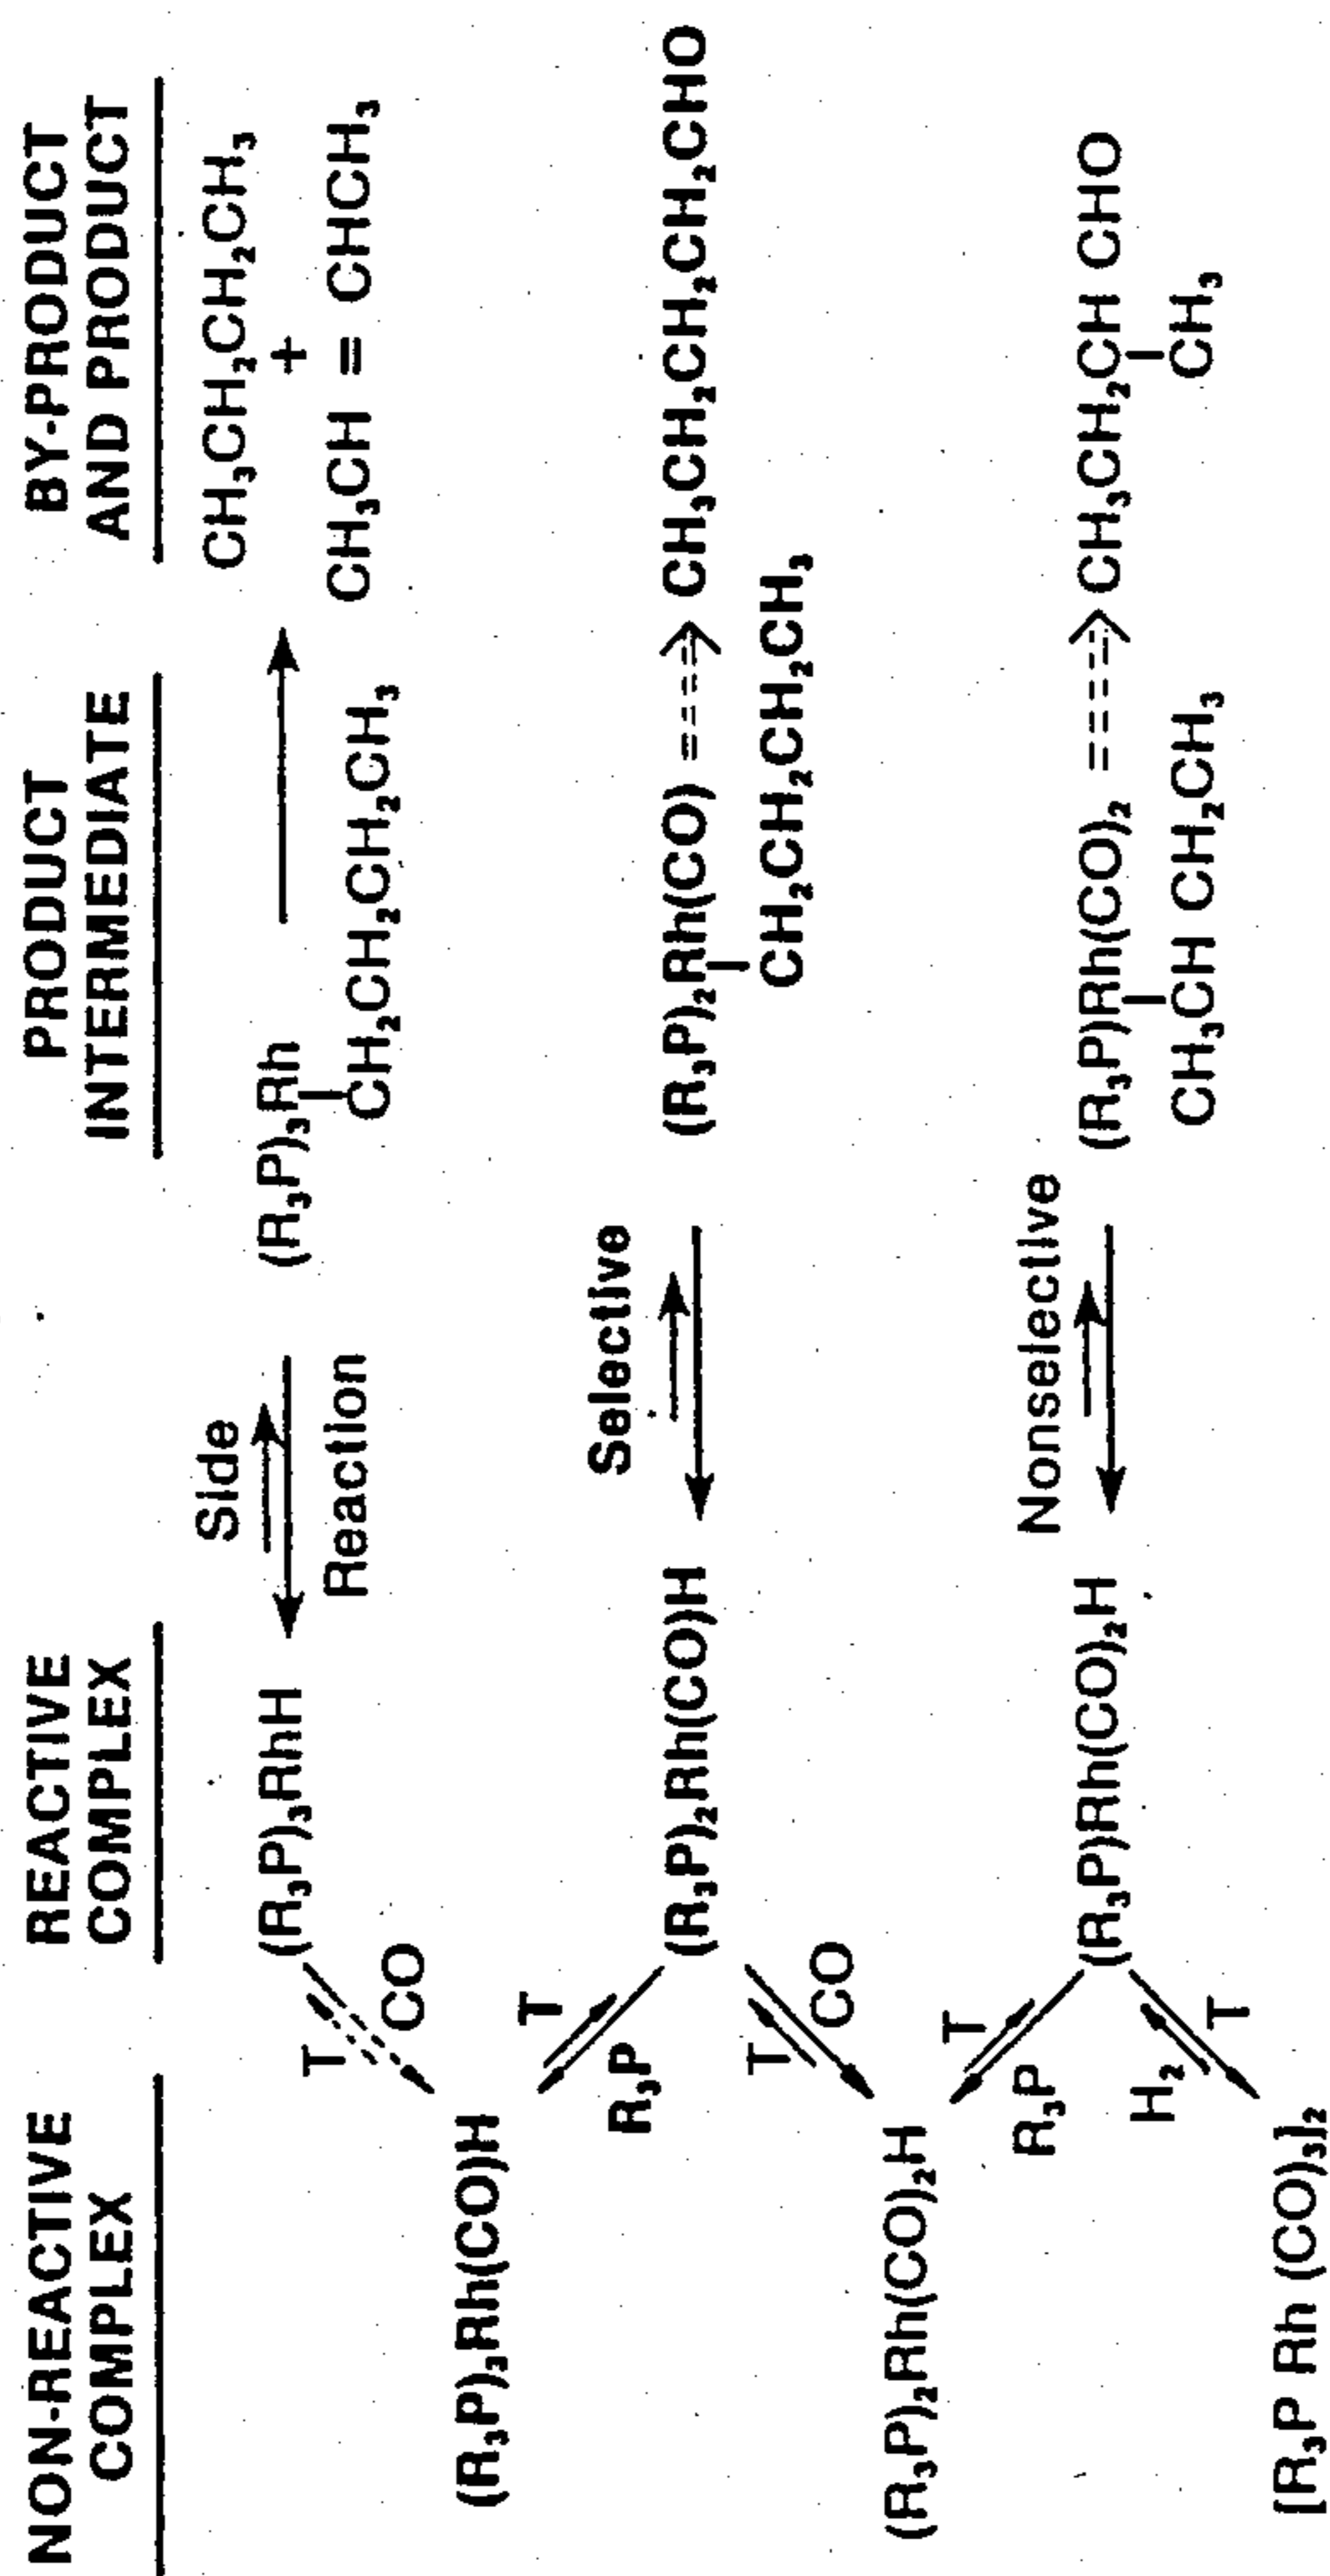 NON-REACTIVE
COMPLEX
REACTIVE
COMPLEX
PRODUCT
INTERMEDIATE
BY-PRODUCT
AND PRODUCT
(R₃P)₃RhH
Side
Reaction
(R₃P)₃Rh
CH₂CH₂CH₂CH₃
CH₃CH₂CH₂CH₃
+
CH₃CH = CHCH₃
T
CO
(R₃P)₃Rh(CO)H
T
R₃P
(R₃P)₂Rh(CO)H
Selective
(R₃P)₂Rh(CO)
CH₂CH₂CH₂CH₃
CH₃CH₂CH₂CH₂CHO
T
CO
(R₃P)₂Rh(CO)₂H
T
R₃P
(R₃P)Rh(CO)₂H
Nonselective
(R₃P)Rh(CO)₂
CH₃CH CH₂CH₃
CH₃CH₂CH CHO
CH₃
H₂
T
[R₃P Rh (CO)₃]₂